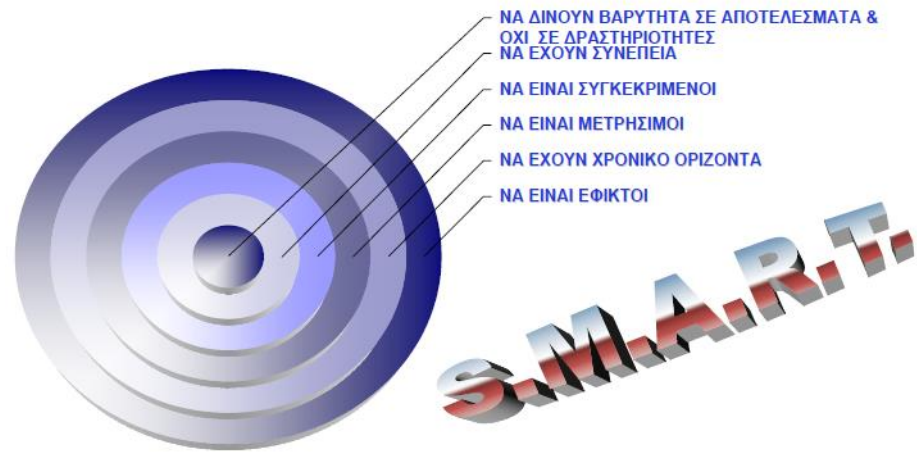 ΝΑ ΔΙΝΟΥΝ ΒΑΡΥΤΗΤΑ ΣΕ ΑΠΟΤΕΛΕΣΜΑΤΑ &
ΟΧΙ ΣΕ ΔΡΑΣΤΗΡΙΟΤΗΤΕΣ
ΝΑ ΕΧΟΥΝ ΣΥΝΕΠΕΙΑ
ΝΑ ΕΙΝΑΙ ΣΥΓΚΕΚΡΙΜΕΝΟΙ
ΝΑ ΕΙΝΑΙ ΜΕΤΡΗΣΙΜΟΙ
ΝΑ ΕΧΟΥΝ ΧΡΟΝΙΚΟ ΟΡΙΖΟΝΤΑ
ΝΑ ΕΙΝΑΙ ΕΦΙΚΤΟΙ
S.M.A.R.T.